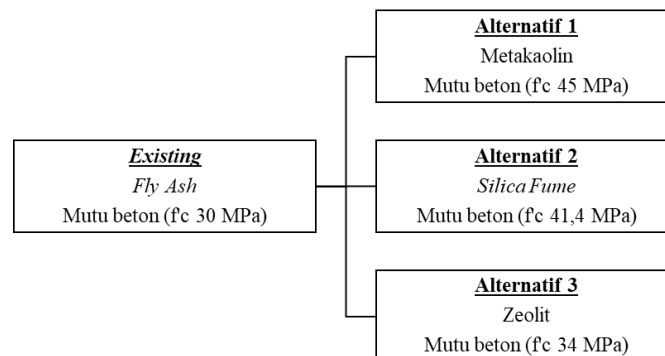 Existing
Fly Ash
Mutu beton (f'c 30 MPa)
Alternatif 1
Metakaolin
Mutu beton (f'c 45 MPa)
Alternatif 2
Silica Fume
Mutu beton (f'c 41,4 MPa)
Alternatif 3
Zeolit
Mutu beton (f'c 34 MPa)